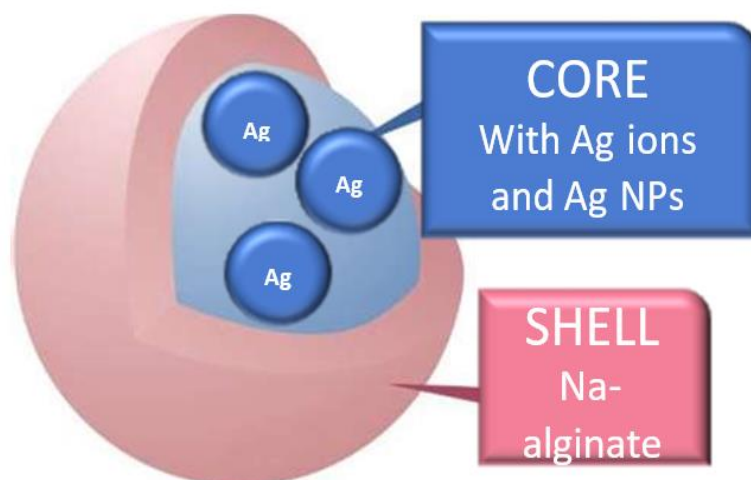 Ag
Ag
Ag
CORE
With Ag ions
and Ag NPs
SHELL
Na-
alginate